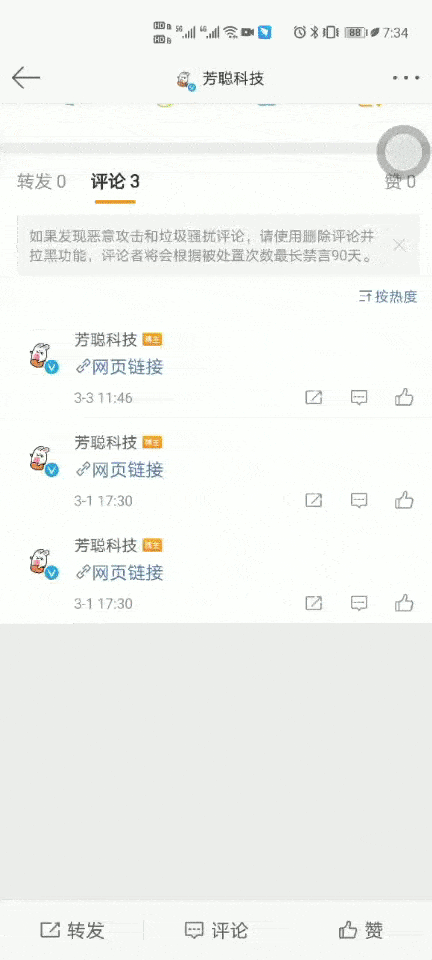 7:34
88
芳聪科技
转发 0
评论 3
赞 0
如果发现恶意攻击和垃圾骚扰评论，请使用删除评论并
拉黑功能，评论者将会根据被处置次数最长禁言90天。
按热度
芳聪科技 博主
网页链接
3-3 11:46
芳聪科技 博主
网页链接
3-1 17:30
芳聪科技 博主
网页链接
3-1 17:30
转发
评论
赞